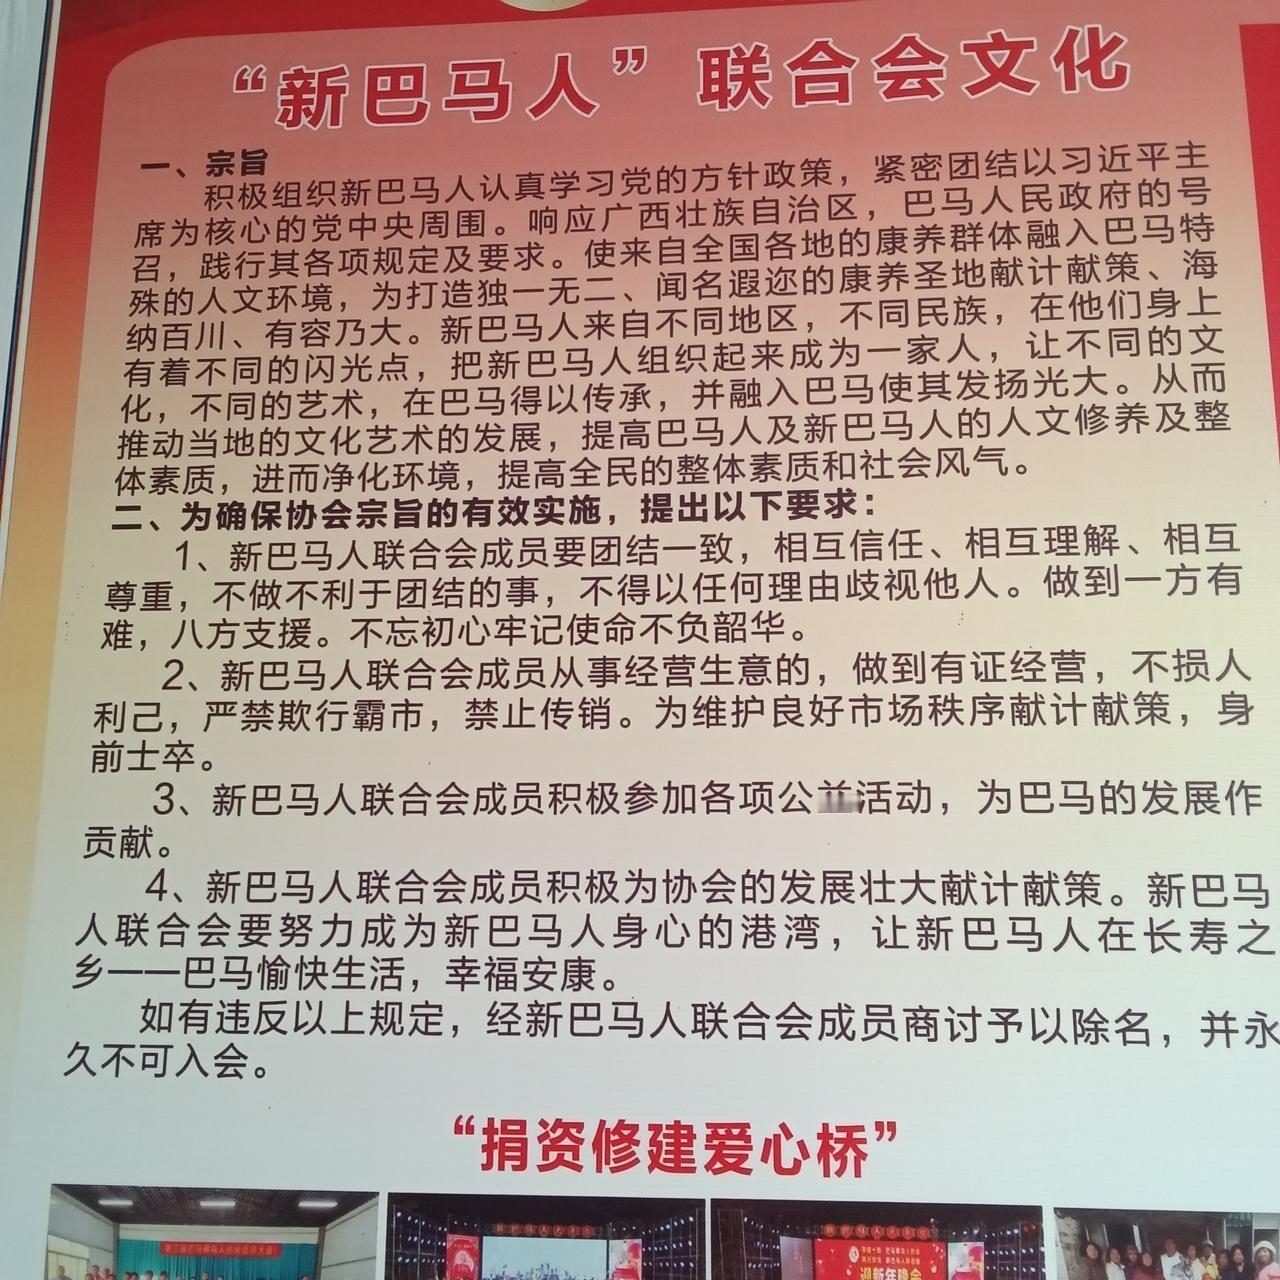 “新巴马人”联合会文化
一、宗旨
积极组织新巴马人认真学习党的方针政策，紧密团结以习近平主
席为核心的党中央周围。响应广西壮族自治区，巴马人民政府的号
召，践行其各项规定及要求。使来自全国各地的康养群体融入巴马特
殊的人文环境，为打造独一无二、闻名遐迩的康养圣地献计献策、海
纳百川、有容乃大。新巴马人来自不同地区，不同民族，在他们身上
有着不同的闪光点，把新巴马人组织起来成为一家人，让不同的文
化，不同的艺术，在巴马得以传承，并融入巴马使其发扬光大。从而
推动当地的文化艺术的发展，提高巴马人及新巴马人的人文修养及整
体素质，进而净化环境，提高全民的整体素质和社会风气。
二、为确保协会宗旨的有效实施，提出以下要求：
1、新巴马人联合会成员要团结一致，相互信任、相互理解、相互
尊重，不做不利于团结的事，不得以任何理由歧视他人。做到一方有
难，八方支援。不忘初心牢记使命不负韶华。
2、新巴马人联合会成员从事经营生意的，做到有证经营，不损人
利己，严禁欺行霸市，禁止传销。为维护良好市场秩序献计献策，身
前士卒。
3、新巴马人联合会成员积极参加各项公益活动，为巴马的发展作
贡献。
4、新巴马人联合会成员积极为协会的发展壮大献计献策。新巴马
人联合会要努力成为新巴马人身心的港湾，让新巴马人在长寿之
乡——巴马愉快生活，幸福安康。
如有违反以上规定，经新巴马人联合会成员商讨予以除名，并永
久不可入会。
“捐资修建爱心桥”
迎新年晚会